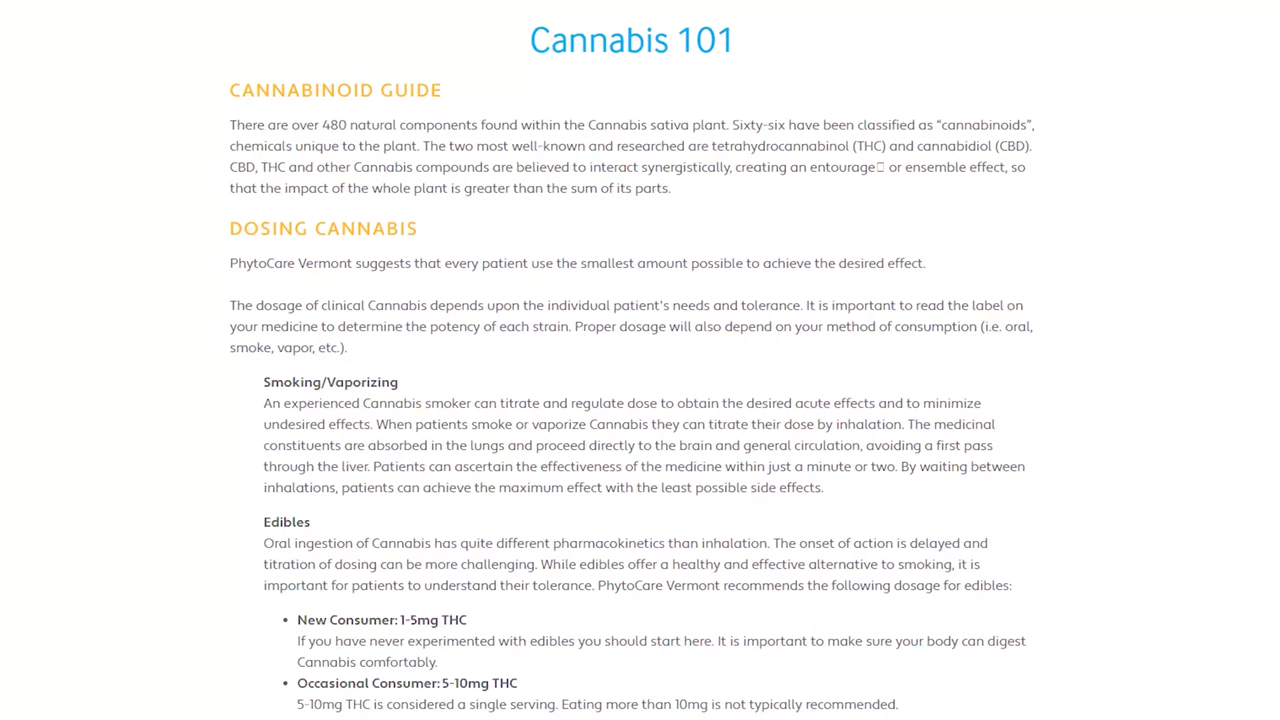 Cannabis 101
CANNABINOID GUIDE
There are over 480 natural components found within the Cannabis sativa plant. Sixty-six have been classified as “cannabinoids”,
chemicals unique to the plant. The two most well-known and researched are tetrahydrocannabinol (THC) and cannabidiol (CBD).
CBD, THC and other Cannabis compounds are believed to interact synergistically, creating an entourage▯ or ensemble effect, so
that the impact of the whole plant is greater than the sum of its parts.
DOSING CANNABIS
PhytoCare Vermont suggests that every patient use the smallest amount possible to achieve the desired effect.
The dosage of clinical Cannabis depends upon the individual patient's needs and tolerance. It is important to read the label on
your medicine to determine the potency of each strain. Proper dosage will also depend on your method of consumption (i.e. oral,
smoke, vapor, etc.).
Smoking/Vaporizing
An experienced Cannabis smoker can titrate and regulate dose to obtain the desired acute effects and to minimize
undesired effects. When patients smoke or vaporize Cannabis they can titrate their dose by inhalation. The medicinal
constituents are absorbed in the lungs and proceed directly to the brain and general circulation, avoiding a first pass
through the liver. Patients can ascertain the effectiveness of the medicine within just a minute or two. By waiting between
inhalations, patients can achieve the maximum effect with the least possible side effects.
Edibles
Oral ingestion of Cannabis has quite different pharmacokinetics than inhalation. The onset of action is delayed and
titration of dosing can be more challenging. While edibles offer a healthy and effective alternative to smoking, it is
important for patients to understand their tolerance. PhytoCare Vermont recommends the following dosage for edibles:
• New Consumer: 1-5mg THC
If you have never experimented with edibles you should start here. It is important to make sure your body can digest
Cannabis comfortably.
• Occasional Consumer: 5-10mg THC
5-10mg THC is considered a single serving. Eating more than 10mg is not typically recommended.